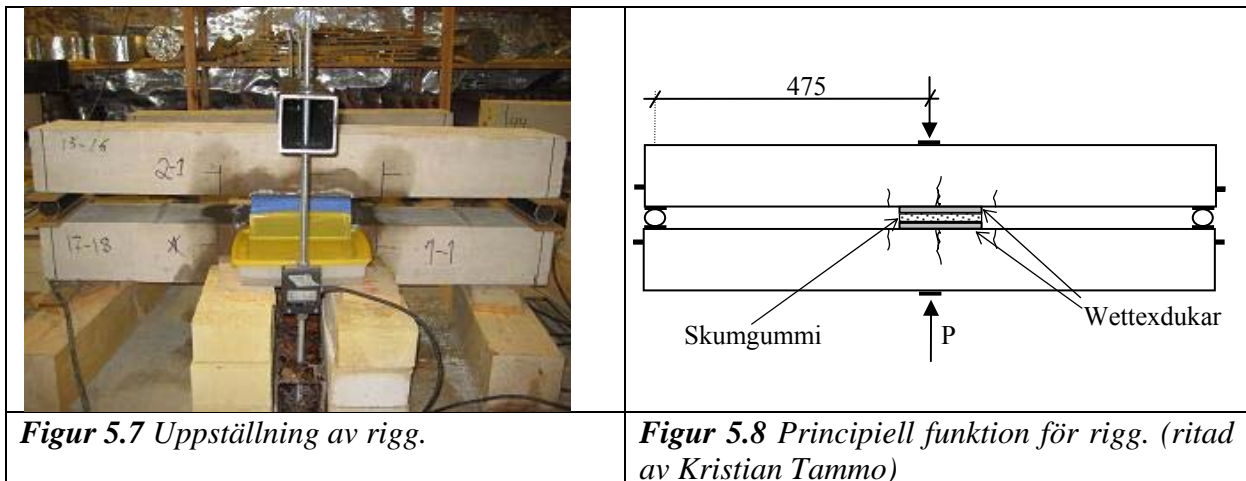 13-16
2-1
17-18
1-1
475
Skumgummi
P
Wettexdukar
Figur 5.7 Uppställning av rigg.
Figur 5.8 Principiell funktion för rigg. (ritad
av Kristian Tammo)